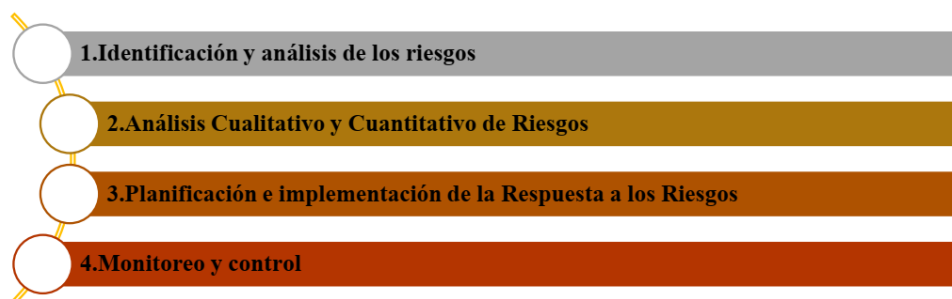 1.Identificación y análisis de los riesgos
2.Análisis Cualitativo y Cuantitativo de Riesgos
3.Planificación e implementación de la Respuesta a los Riesgos
4.Monitoreo y control